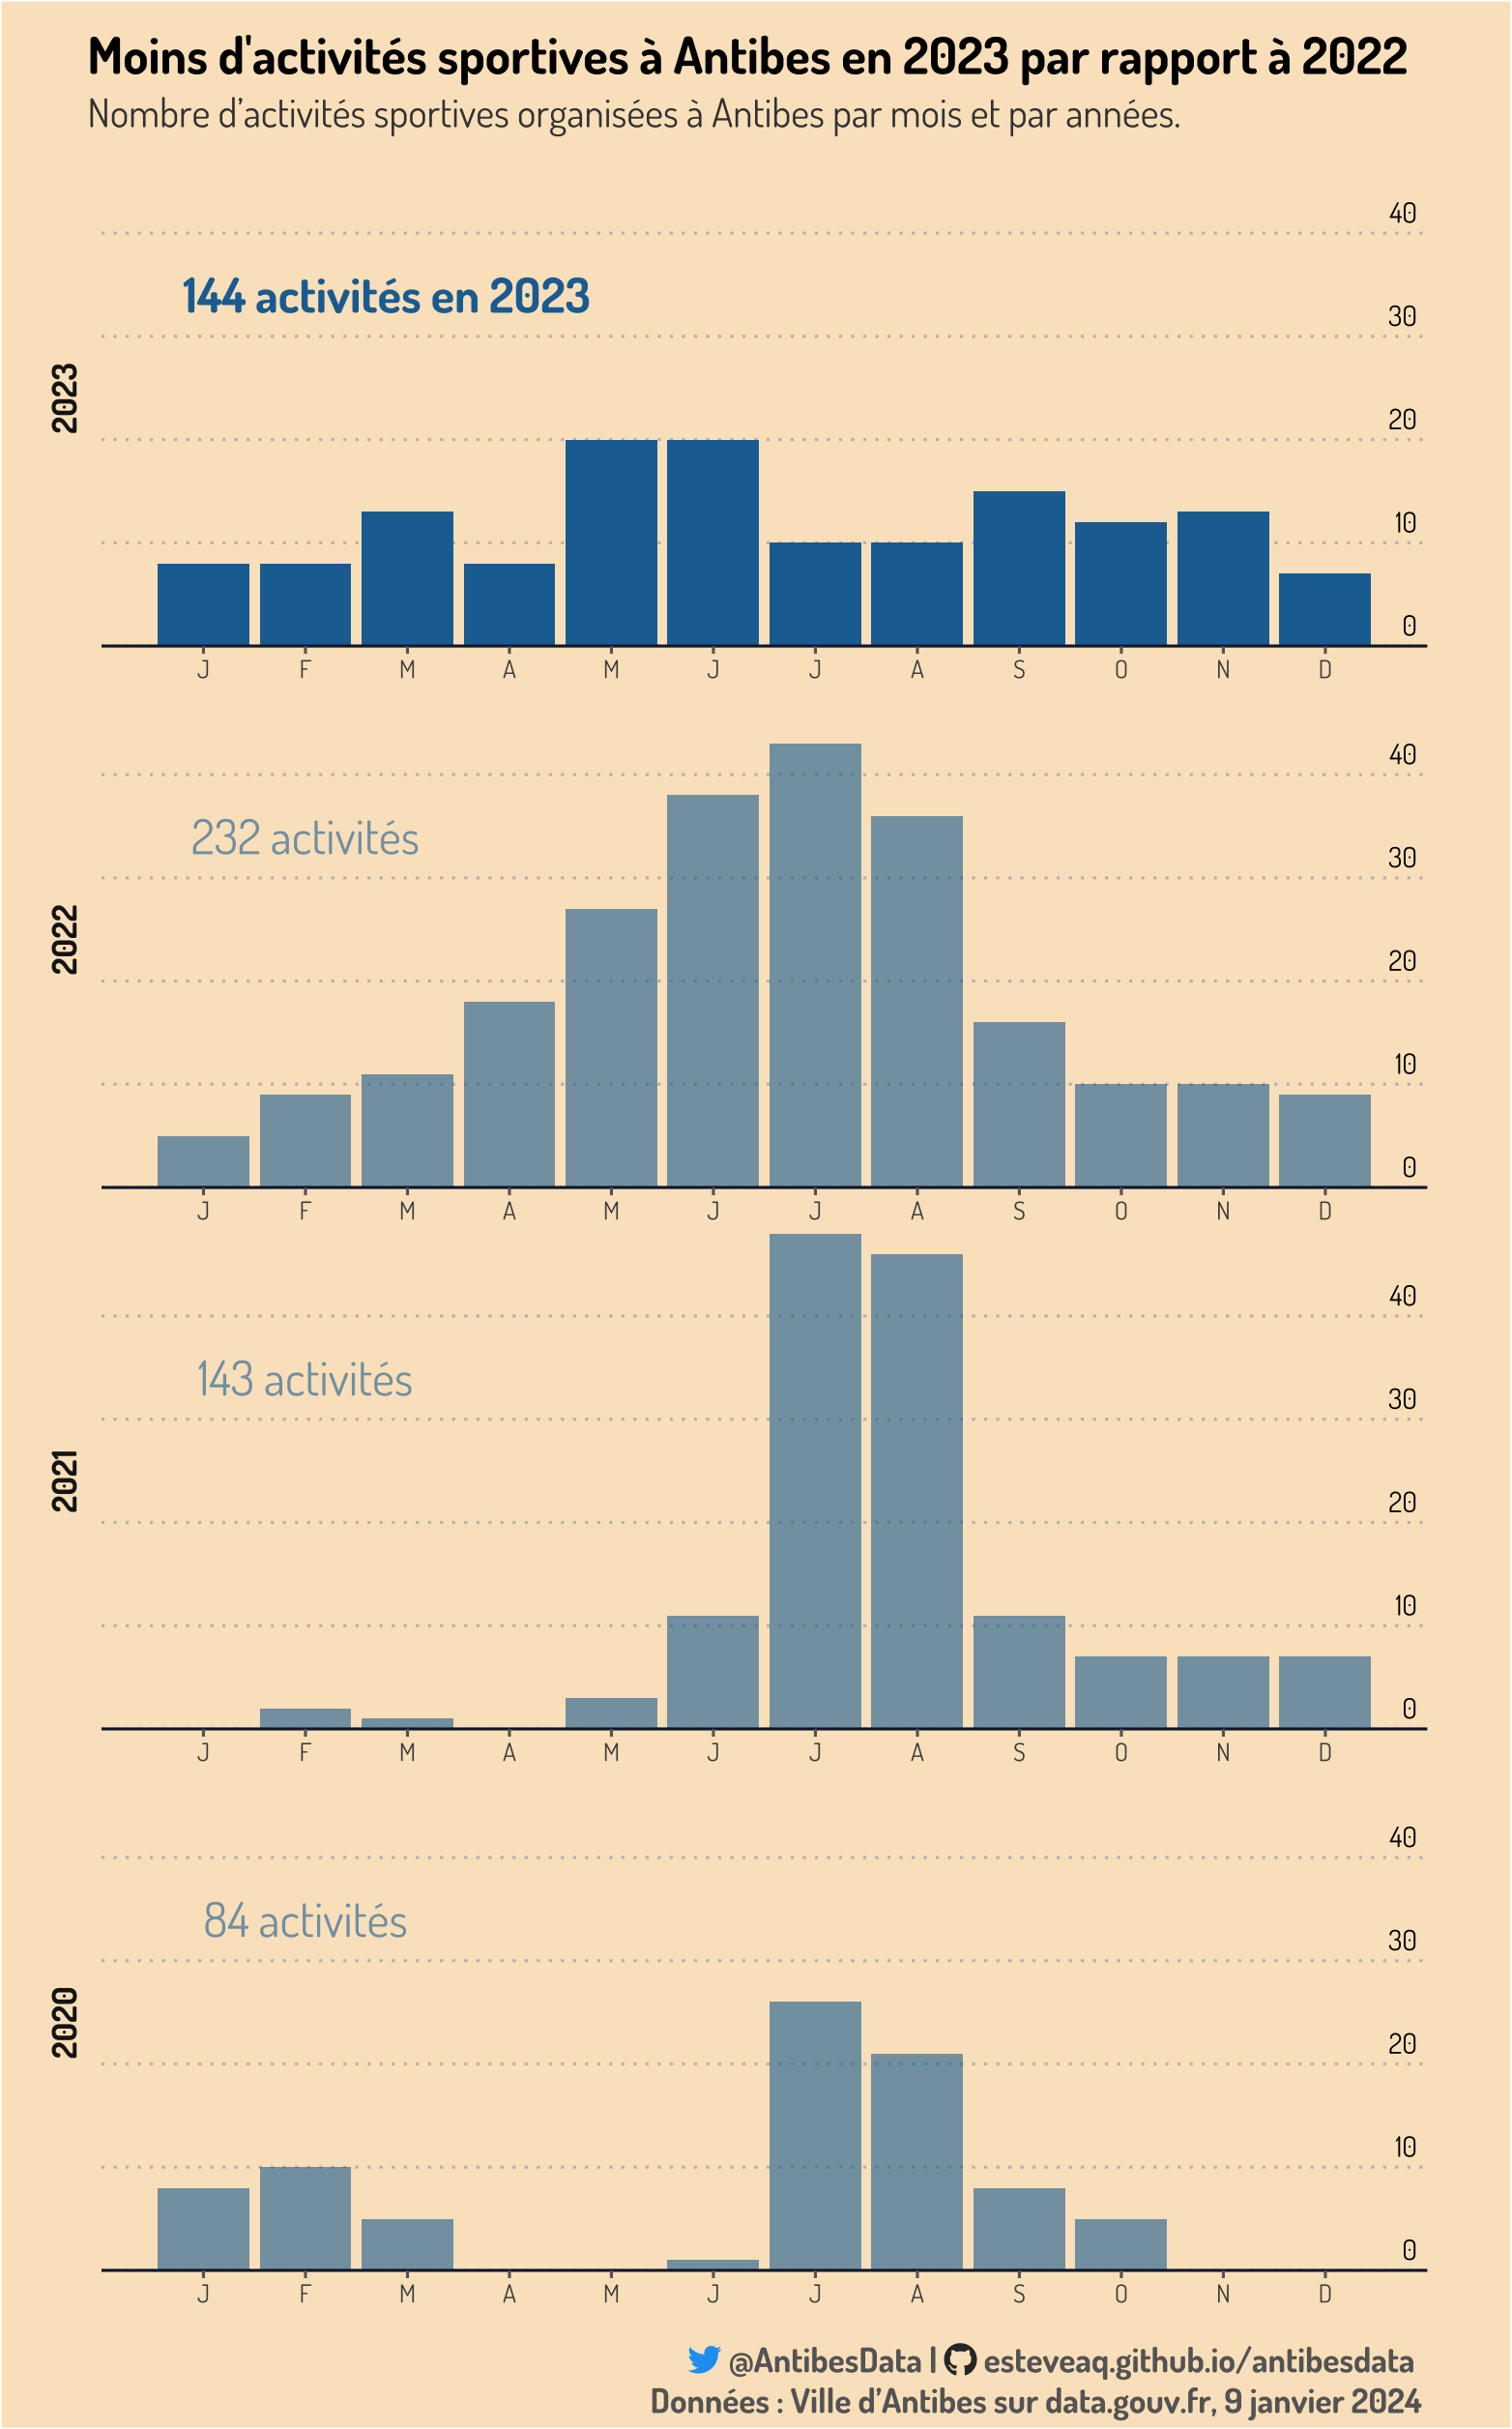 Moins d'activités sportives à Antibes en 2023 par rapport à 2022
Nombre d’activités sportives organisées à Antibes par mois et par années.
40
144 activités en 2023
30
2023
20
10
0
J F M A M J J A S O N D
40
232 activités
30
2022
20
10
0
J F M A M J J A S O N D
40
143 activités
30
2021
20
10
0
J F M A M J J A S O N D
40
84 activités
30
2020
20
10
0
J F M A M J J A S O N D
@AntibesData | esteveaq.github.io/antibesdata
Données : Ville d’Antibes sur data.gouv.fr, 9 janvier 2024